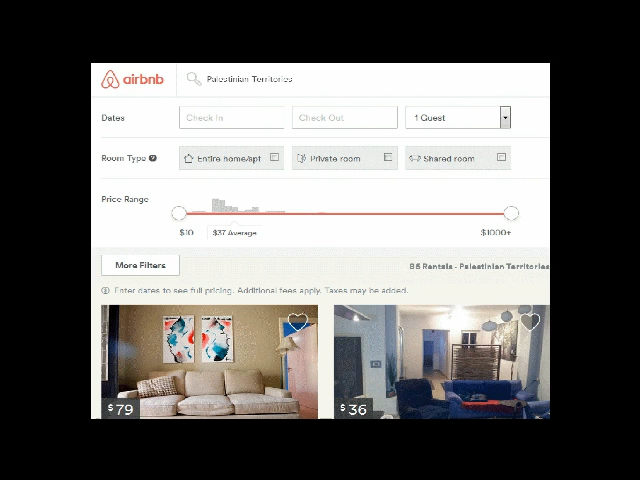 airbnb
Palestinian Territories
Dates
Check In
Check Out
1 Guest
Room Type ?
Entire home/apt
Private room
Shared room
Price Range
$10
$37 Average
$1000+
More Filters
86 Rentals - Palestinian Territories
Enter dates to see full pricing. Additional fees apply. Taxes may be added.
$79
$36